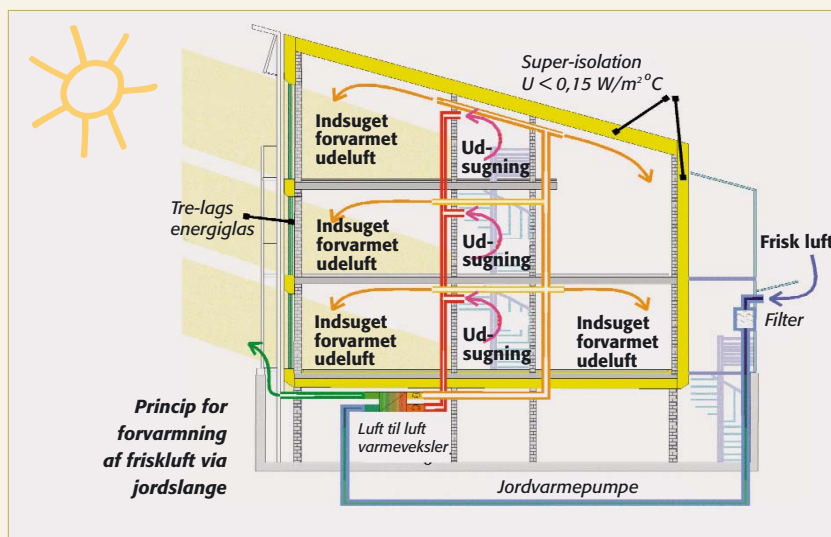 Super-isolation
U < 0,15 W/m² °C
Indsuget
forvarmet
udeluft
Ud-
sugning
Tre-lags
energiglas
Indsuget
forvarmet
udeluft
Ud-
sugning
Frisk luft
Filter
Indsuget
forvarmet
udeluft
Ud-
sugning
Indsuget
forvarmet
udeluft
Princip for
forvarmning
af friskluft via
jordslange
Luft til luft
varmeveksler
Jordvarmepumpe